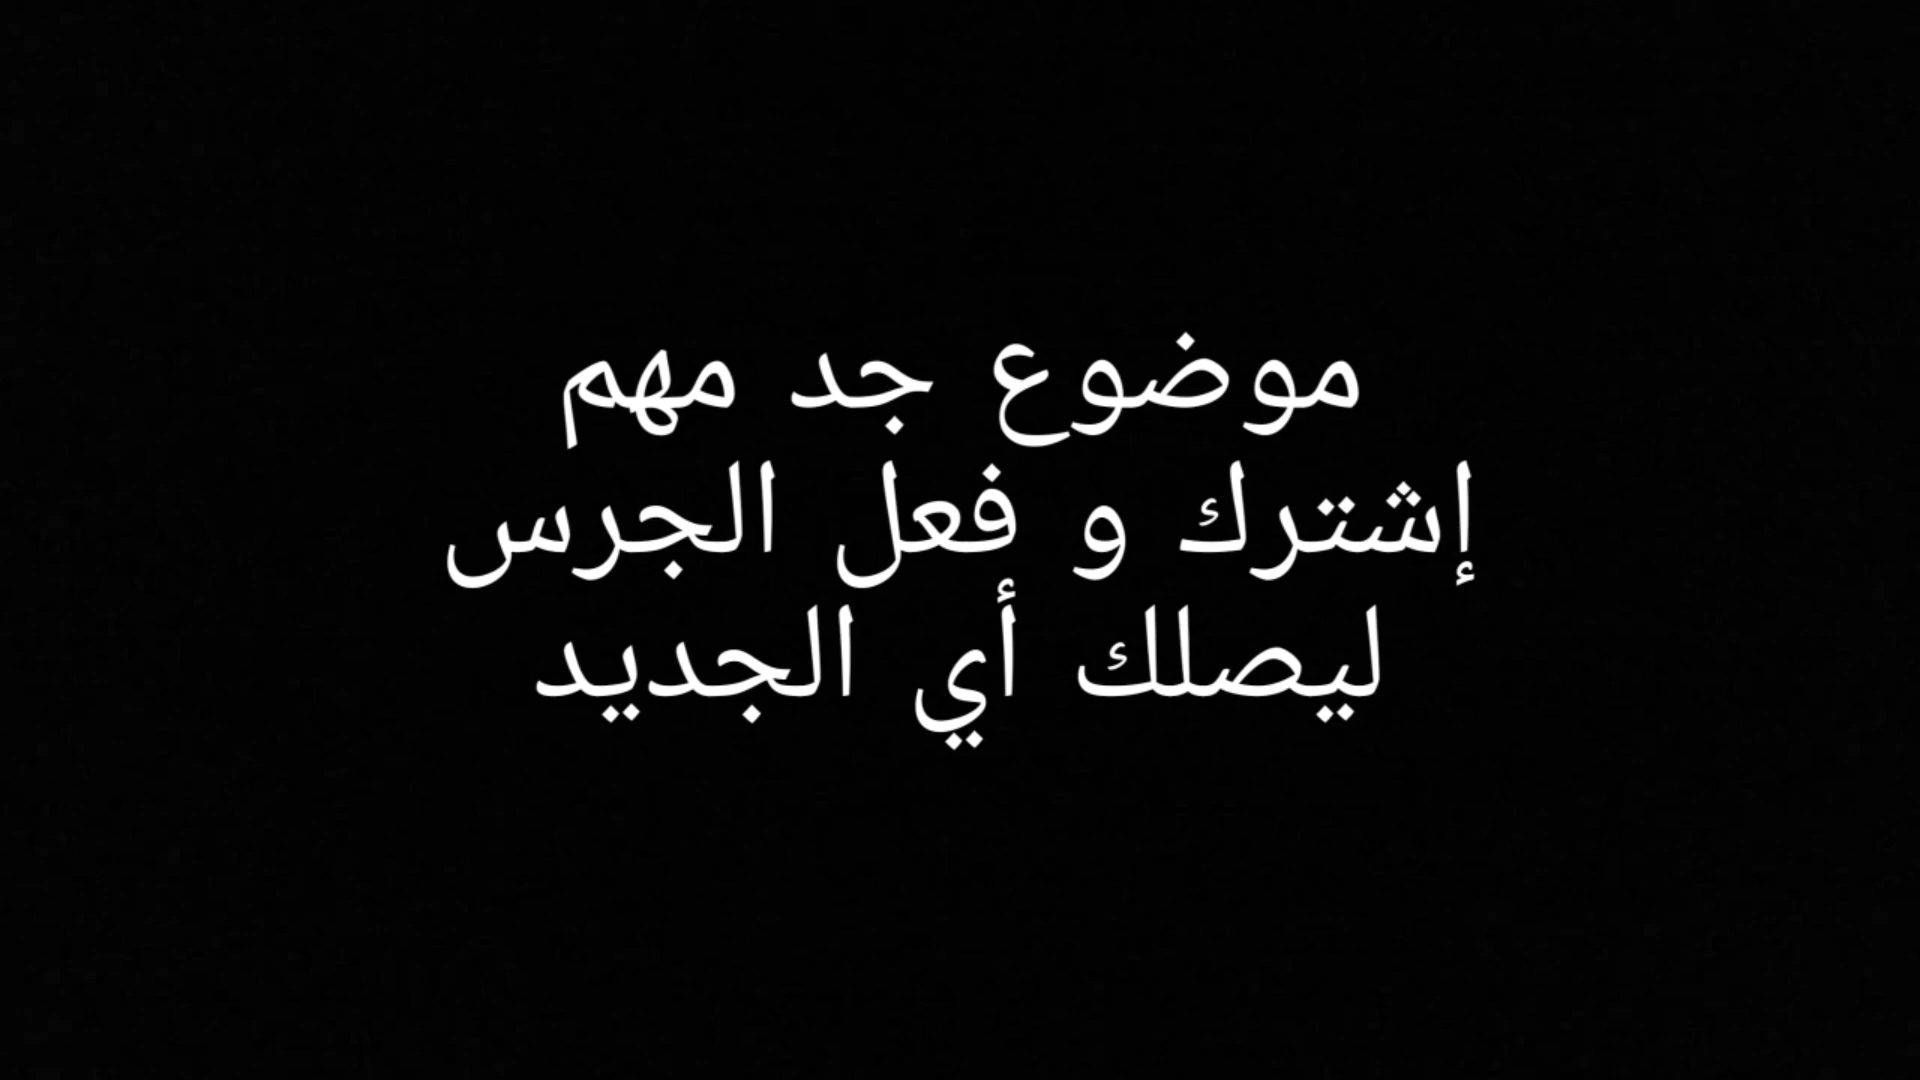 موضوع جد مهم
إشترك و فعل الجرس
ليصلك أي الجديد